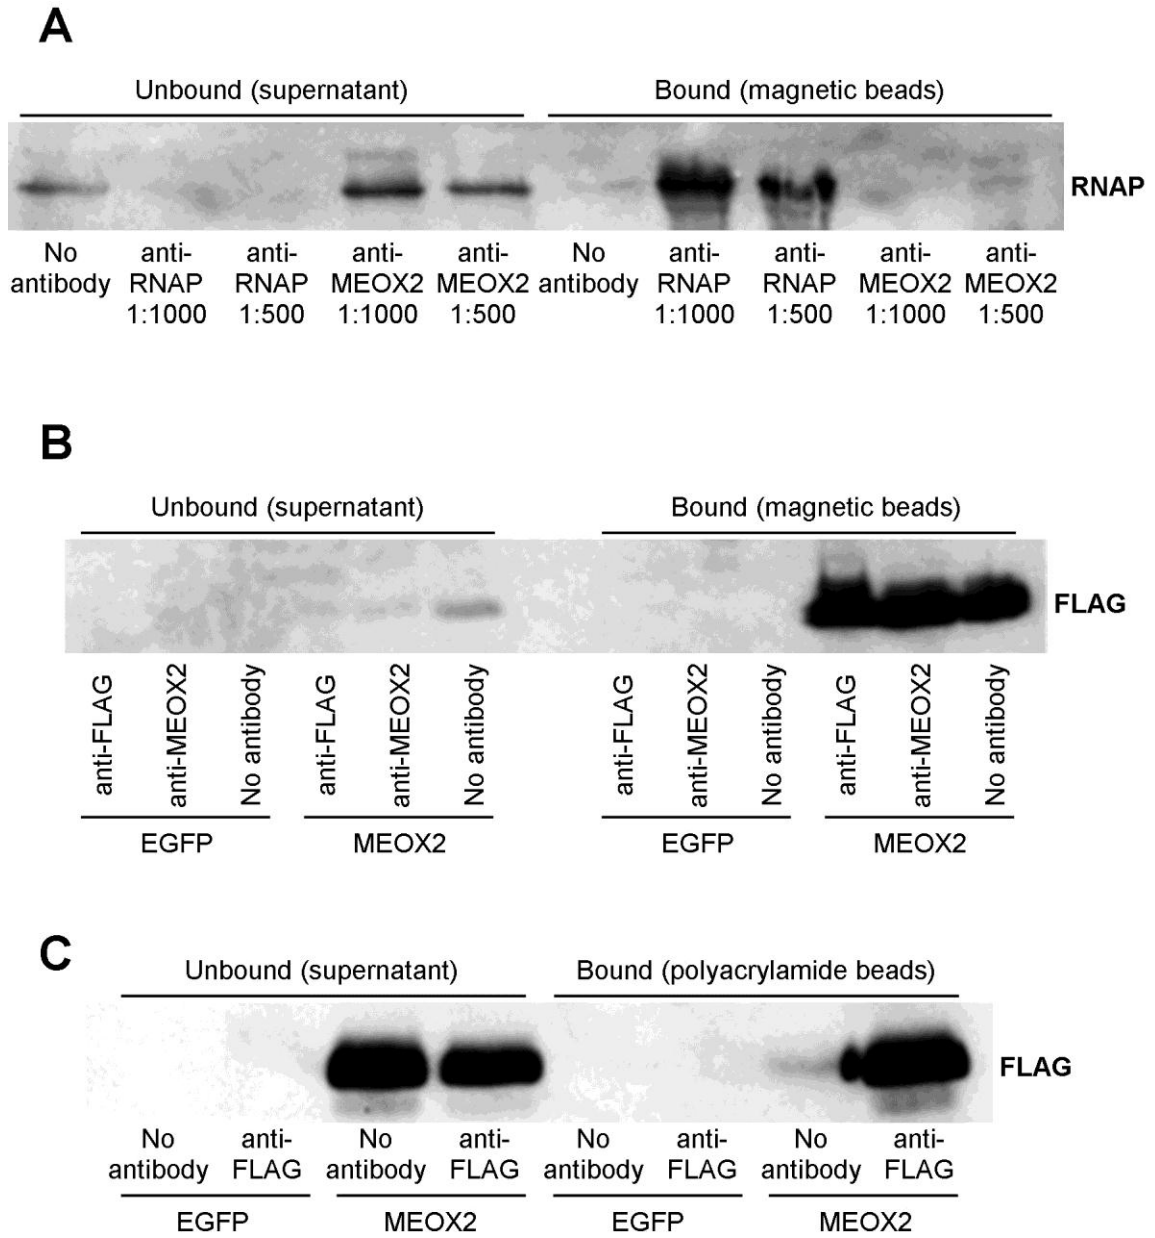 A
Unbound (supernatant) Bound (magnetic beads)
RNAP
No anti- anti- anti- anti- No anti- anti- anti- anti-
antibody RNAP RNAP MEOX2 MEOX2 antibody RNAP RNAP MEOX2 MEOX2
1:1000 1:500 1:1000 1:500 1:1000 1:500 1:1000 1:500
B
Unbound (supernatant) Bound (magnetic beads)
FLAG
anti-FLAG anti-MEOX2 No antibody anti-FLAG anti-MEOX2 No antibody anti-FLAG anti-MEOX2 No antibody anti-FLAG anti-MEOX2 No antibody
EGFP MEOX2 EGFP MEOX2
C
Unbound (supernatant) Bound (polyacrylamide beads)
FLAG
No anti- No anti- No anti- No anti-
antibody FLAG antibody FLAG antibody FLAG antibody FLAG
EGFP MEOX2 EGFP MEOX2